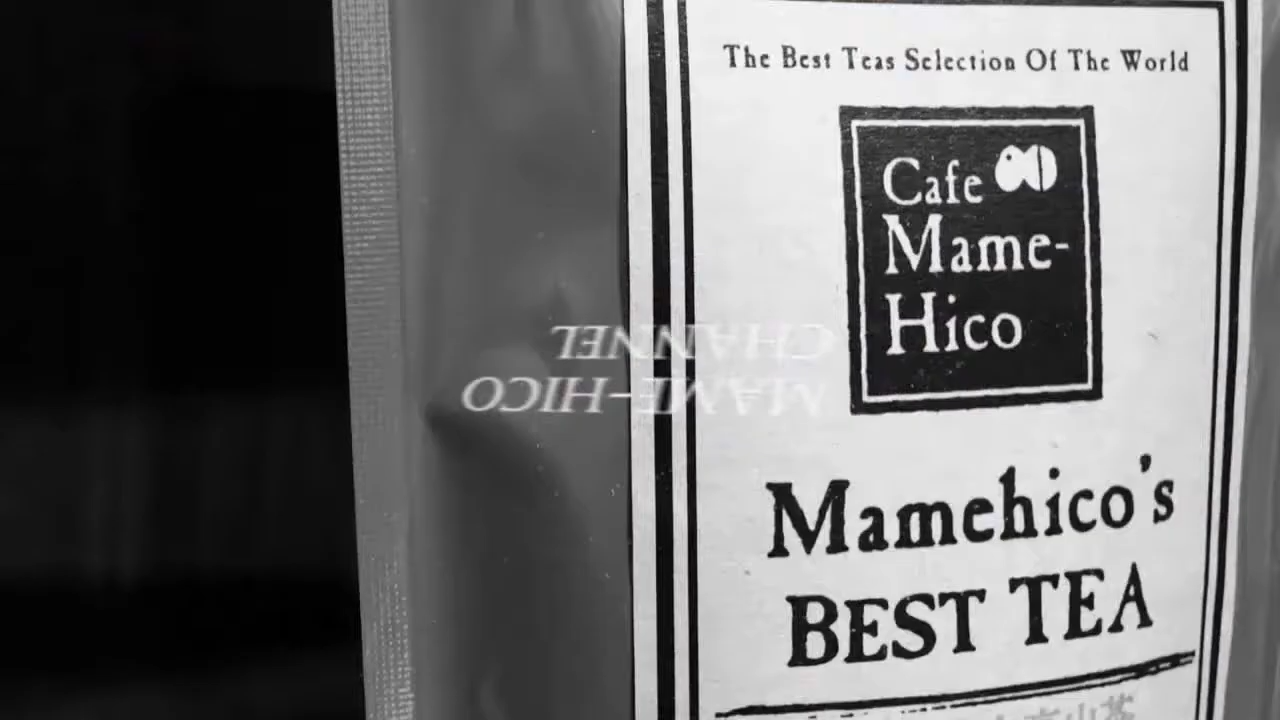 The Best Teas Selection Of The World
Cafe
Mame-
Hico
MAME-HICO
CHANNEL
Mamehico's
BEST TEA